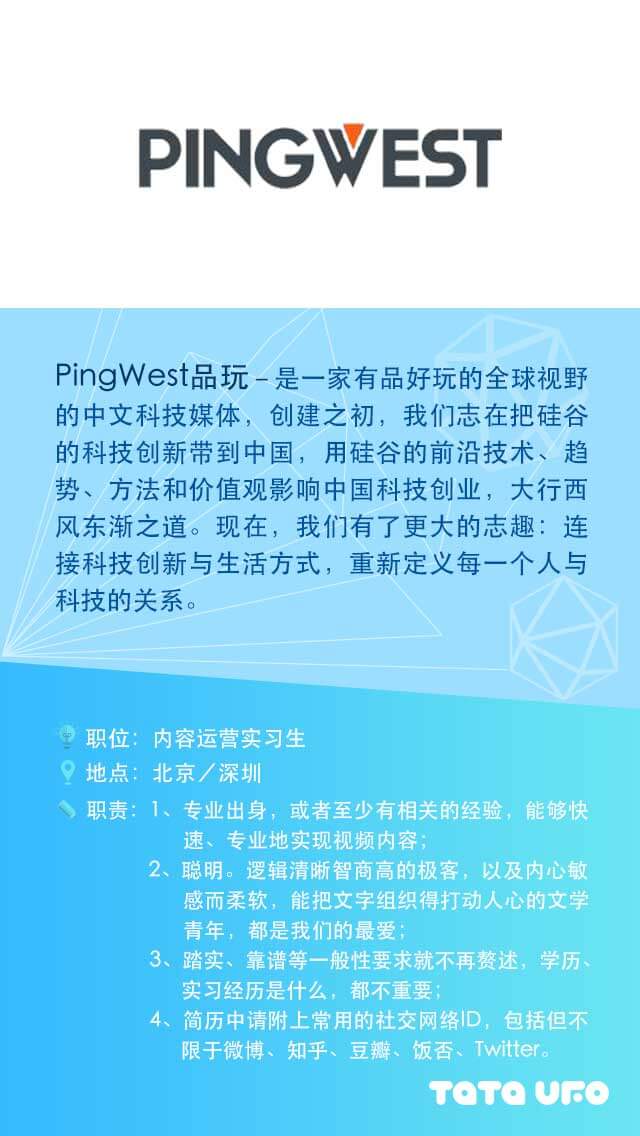 PINGWEST
PingWest品玩 – 是一家有品好玩的全球视野
的中文科技媒体，创建之初，我们志在把硅谷
的科技创新带到中国，用硅谷的前沿技术、趋
势、方法和价值观影响中国科技创业，大行西
风东渐之道。现在，我们有了更大的志趣：连
接科技创新与生活方式，重新定义每一个人与
科技的关系。
职位：内容运营实习生
地点：北京／深圳
职责：1、专业出身，或者至少有相关的经验，能够快
速、专业地实现视频内容；
2、聪明。逻辑清晰智商高的极客，以及内心敏
感而柔软，能把文字组织得打动人心的文学
青年，都是我们的最爱；
3、踏实、靠谱等一般性要求就不再赘述，学历、
实习经历是什么，都不重要；
4、简历中请附上常用的社交网络ID，包括但不
限于微博、知乎、豆瓣、饭否、Twitter。
TATA UFO